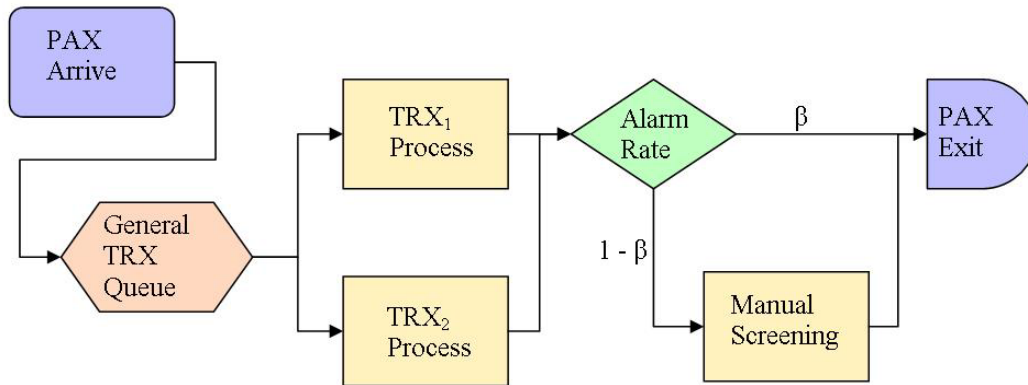 PAX
Arrive
General
TRX
Queue
TRX₁
Process
TRX₂
Process
Alarm
Rate
β
1 - β
Manual
Screening
PAX
Exit